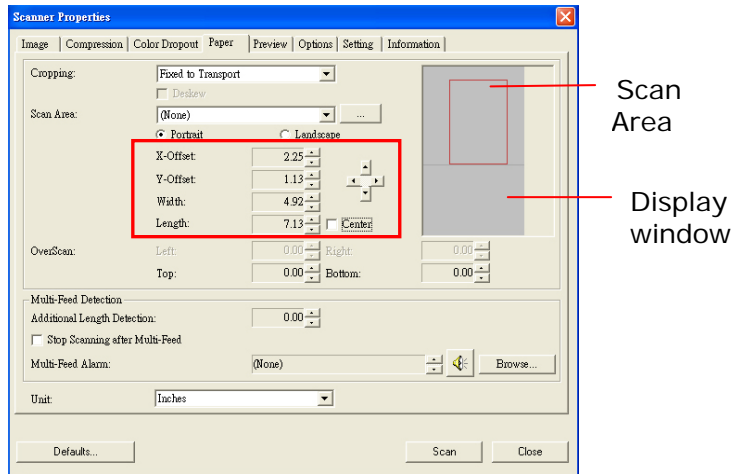 Scanner Properties
Image Compression Color Dropout Paper Preview Options Setting Information
Cropping: Fixed to Transport
Deskew
Scan Area: (None) ...
Portrait Landscape
X-Offset: 2.25
Y-Offset: 1.13
Width: 4.92
Length: 7.13 Center
OverScan: Left: 0.00 Right: 0.00
Top: 0.00 Bottom: 0.00
Multi-Feed Detection
Additional Length Detection: 0.00
Stop Scanning after Multi-Feed
Multi-Feed Alarm: (None) Browse...
Unit: Inches
Defaults... Scan Close
Scan
Area
Display
window